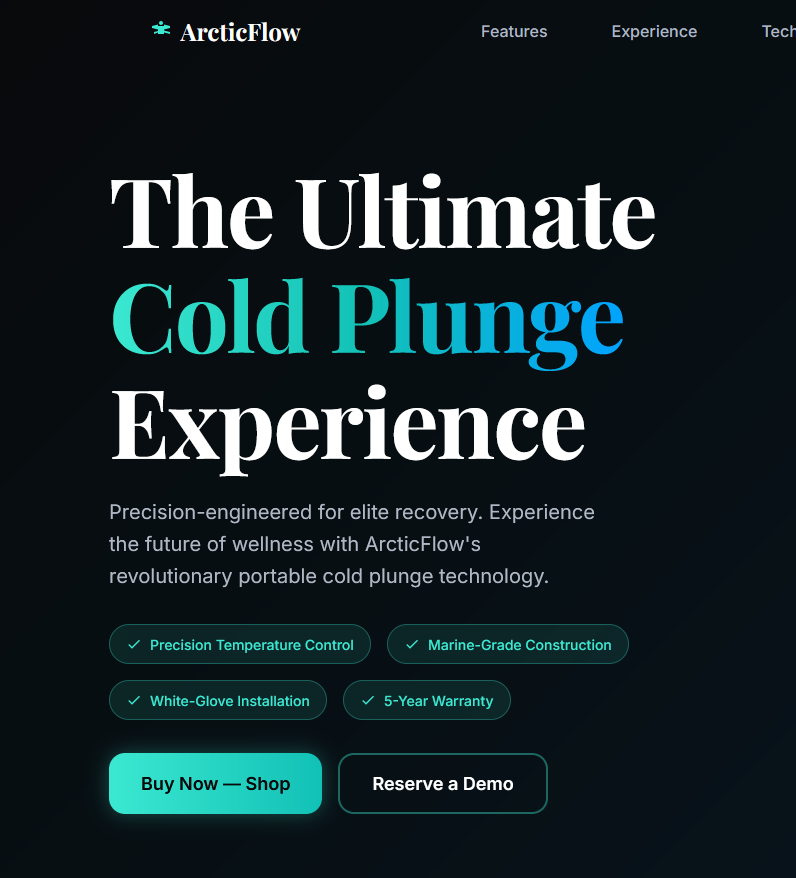 ArcticFlow
Features
Experience
Tech
The Ultimate
Cold Plunge
Experience
Precision-engineered for elite recovery. Experience
the future of wellness with ArcticFlow's
revolutionary portable cold plunge technology.
Precision Temperature Control
Marine-Grade Construction
White-Glove Installation
5-Year Warranty
Buy Now — Shop
Reserve a Demo